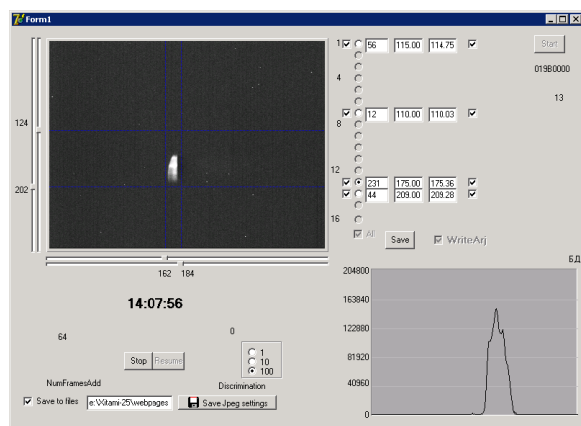 Form1
1 56 115.00 114.75 Start
019B0000
4
13
12 110.00 110.03
124
8
12
231 175.00 175.36
202
44 209.00 209.28
16
All Save WriteArj
162 184
БД
204800
14:07:56
163840
64
0
122880
1
Stop Resume
10
81920
100
NumFramesAdd
Discrimination
40960
Save to files e:\Xitami-25\webpages Save Jpeg settings
0